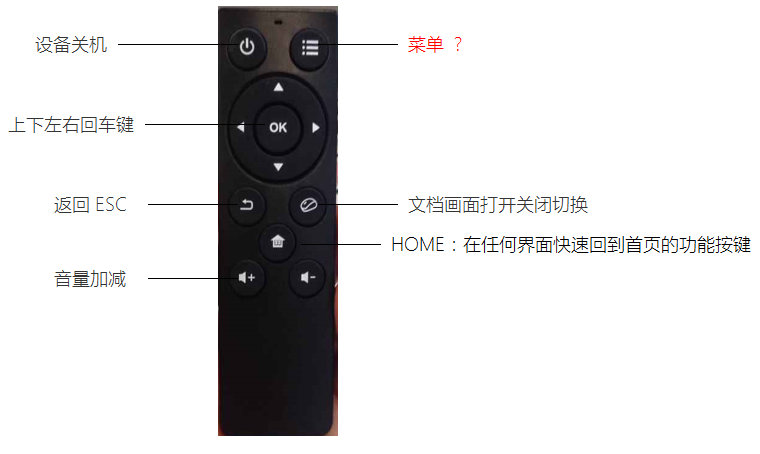 设备关机
菜单 ？
上下左右回车键
OK
返回 ESC
文档画面打开关闭切换
HOME：在任何界面快速回到首页的功能按键
音量加减